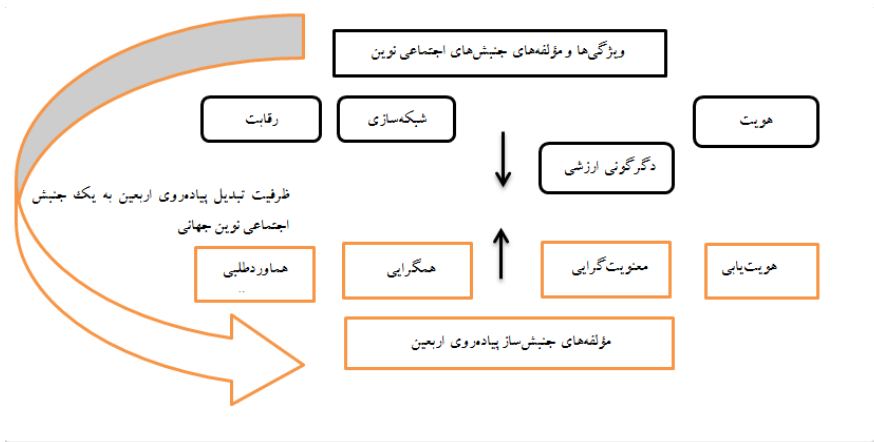 ویژگی‌ها و مؤلفه‌های جنبش‌های اجتماعی نوین
هویت
دگرگونی ارزشی
شبکه‌سازی
رقابت
ظرفیت تبدیل پیاده‌روی اربعین به یک جنبش
اجتماعی نوین جهانی
هویت‌یابی
معنویت‌گرایی
همگرایی
هماوردطلبی
مؤلفه‌های جنبش‌ساز پیاده‌روی اربعین